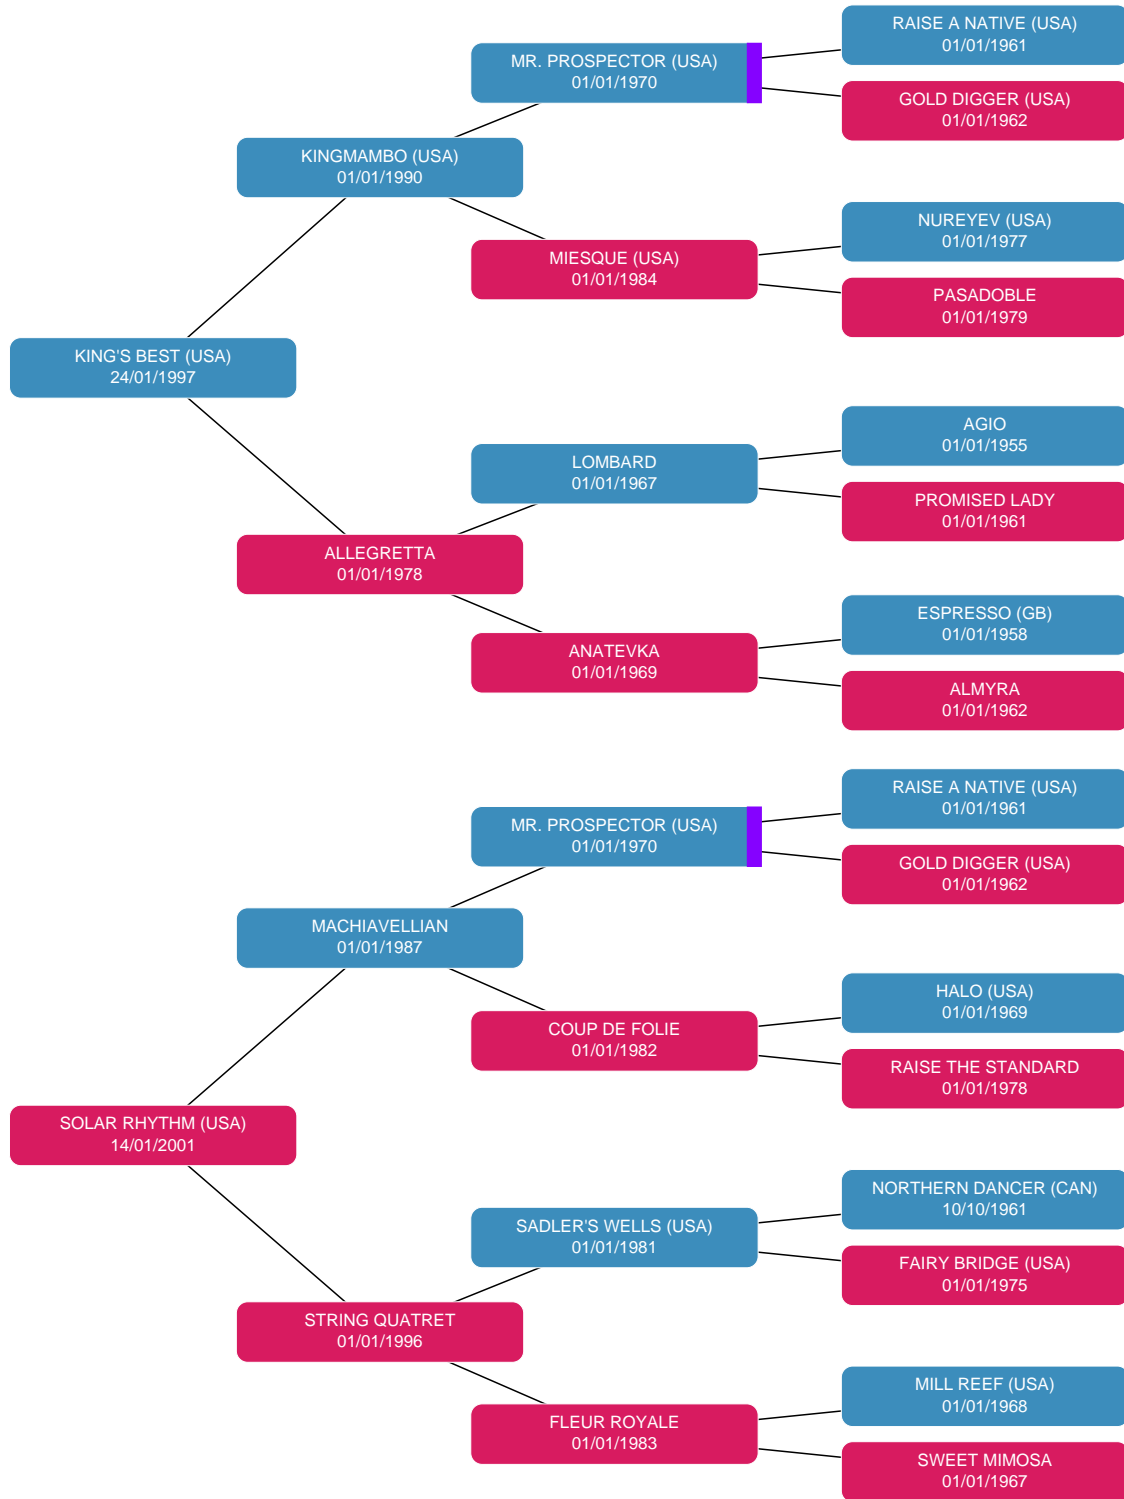 RAISE A NATIVE (USA)
01/01/1961
MR. PROSPECTOR (USA)
01/01/1970
GOLD DIGGER (USA)
01/01/1962
KINGMAMBO (USA)
01/01/1990
NUREYEV (USA)
01/01/1977
MIESQUE (USA)
01/01/1984
PASADOBLE
01/01/1979
KING'S BEST (USA)
24/01/1997
AGIO
01/01/1955
LOMBARD
01/01/1967
PROMISED LADY
01/01/1961
ALLEGRETTA
01/01/1978
ESPRESSO (GB)
01/01/1958
ANATEVKA
01/01/1969
ALMYRA
01/01/1962
RAISE A NATIVE (USA)
01/01/1961
MR. PROSPECTOR (USA)
01/01/1970
GOLD DIGGER (USA)
01/01/1962
MACHIAVELLIAN
01/01/1987
HALO (USA)
01/01/1969
COUP DE FOLIE
01/01/1982
RAISE THE STANDARD
01/01/1978
SOLAR RHYTHM (USA)
14/01/2001
NORTHERN DANCER (CAN)
10/10/1961
SADLER'S WELLS (USA)
01/01/1981
FAIRY BRIDGE (USA)
01/01/1975
STRING QUATRET
01/01/1996
MILL REEF (USA)
01/01/1968
FLEUR ROYALE
01/01/1983
SWEET MIMOSA
01/01/1967